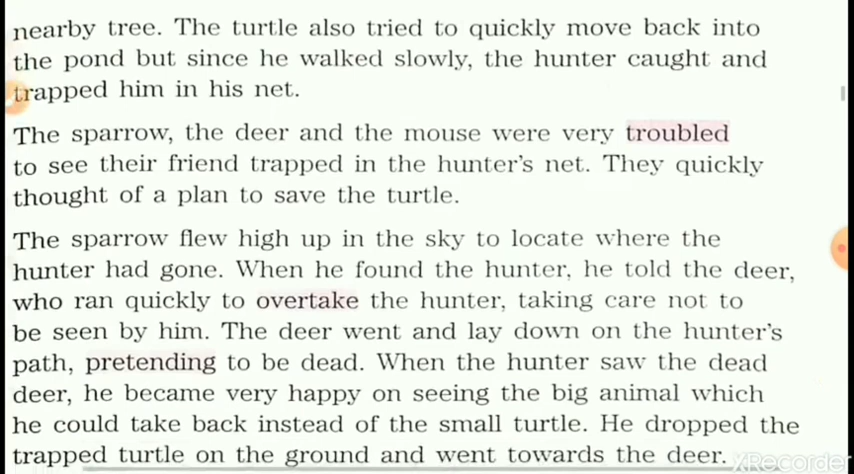 nearby tree. The turtle also tried to quickly move back into
the pond but since he walked slowly, the hunter caught and
trapped him in his net.
The sparrow, the deer and the mouse were very troubled
to see their friend trapped in the hunter's net. They quickly
thought of a plan to save the turtle.
The sparrow flew high up in the sky to locate where the
hunter had gone. When he found the hunter, he told the deer,
who ran quickly to overtake the hunter, taking care not to
be seen by him. The deer went and lay down on the hunter's
path, pretending to be dead. When the hunter saw the dead
deer, he became very happy on seeing the big animal which
he could take back instead of the small turtle. He dropped the
trapped turtle on the ground and went towards the deer.
XRecorder